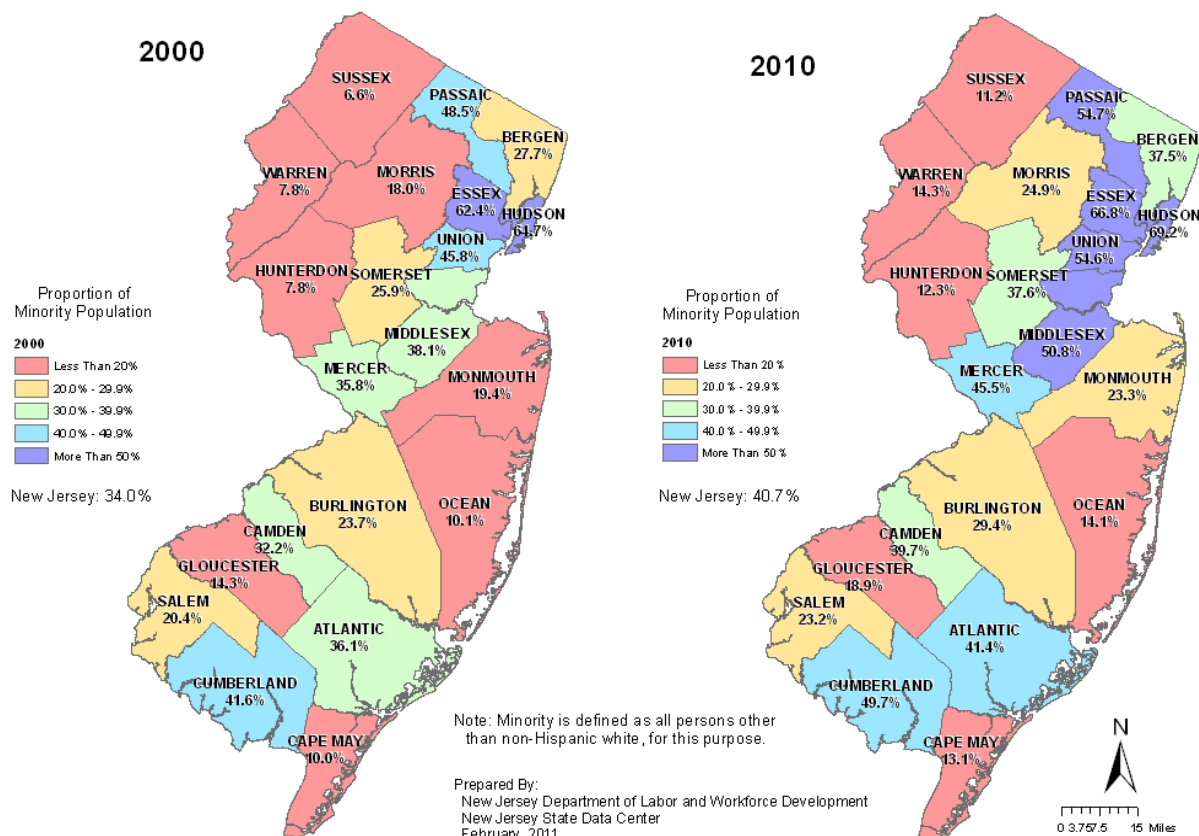 2000
SUSSEX
6.6%
PASSAIC
48.5%
BERGEN
27.7%
WARREN
7.8%
MORRIS
18.0%
ESSEX
62.4%
HUDSON
64.7%
UNION
45.8%
HUNTERDON
7.8%
SOMERSET
25.9%
MIDDLESEX
38.1%
MERCER
35.8%
MONMOUTH
19.4%
Proportion of
Minority Population
2000
Less Than 20%
20.0% - 29.9%
30.0% - 39.9%
40.0% - 49.9%
More Than 50%
New Jersey: 34.0%
OCEAN
10.1%
BURLINGTON
23.7%
CAMDEN
32.2%
GLOUCESTER
14.3%
SALEM
20.4%
ATLANTIC
36.1%
CUMBERLAND
41.6%
CAPE MAY
10.0%
2010
SUSSEX
11.2%
PASSAIC
54.7%
BERGEN
37.5%
WARREN
14.3%
MORRIS
24.9%
ESSEX
66.8%
HUDSON
69.2%
UNION
54.6%
HUNTERDON
12.3%
SOMERSET
37.6%
MIDDLESEX
50.8%
MERCER
45.5%
MONMOUTH
23.3%
Proportion of
Minority Population
2010
Less Than 20 %
20.0% - 29.9%
30.0% - 39.9%
40.0% - 49.9%
More Than 50 %
New Jersey: 40.7%
OCEAN
14.1%
BURLINGTON
29.4%
CAMDEN
39.7%
GLOUCESTER
18.9%
SALEM
23.2%
ATLANTIC
41.4%
CUMBERLAND
49.7%
CAPE MAY
13.1%
Note: Minority is defined as all persons other
than non-Hispanic white, for this purpose.
Prepared By:
New Jersey Department of Labor and Workforce Development
New Jersey State Data Center
February, 2011
N
0 3.757.5 15 Miles